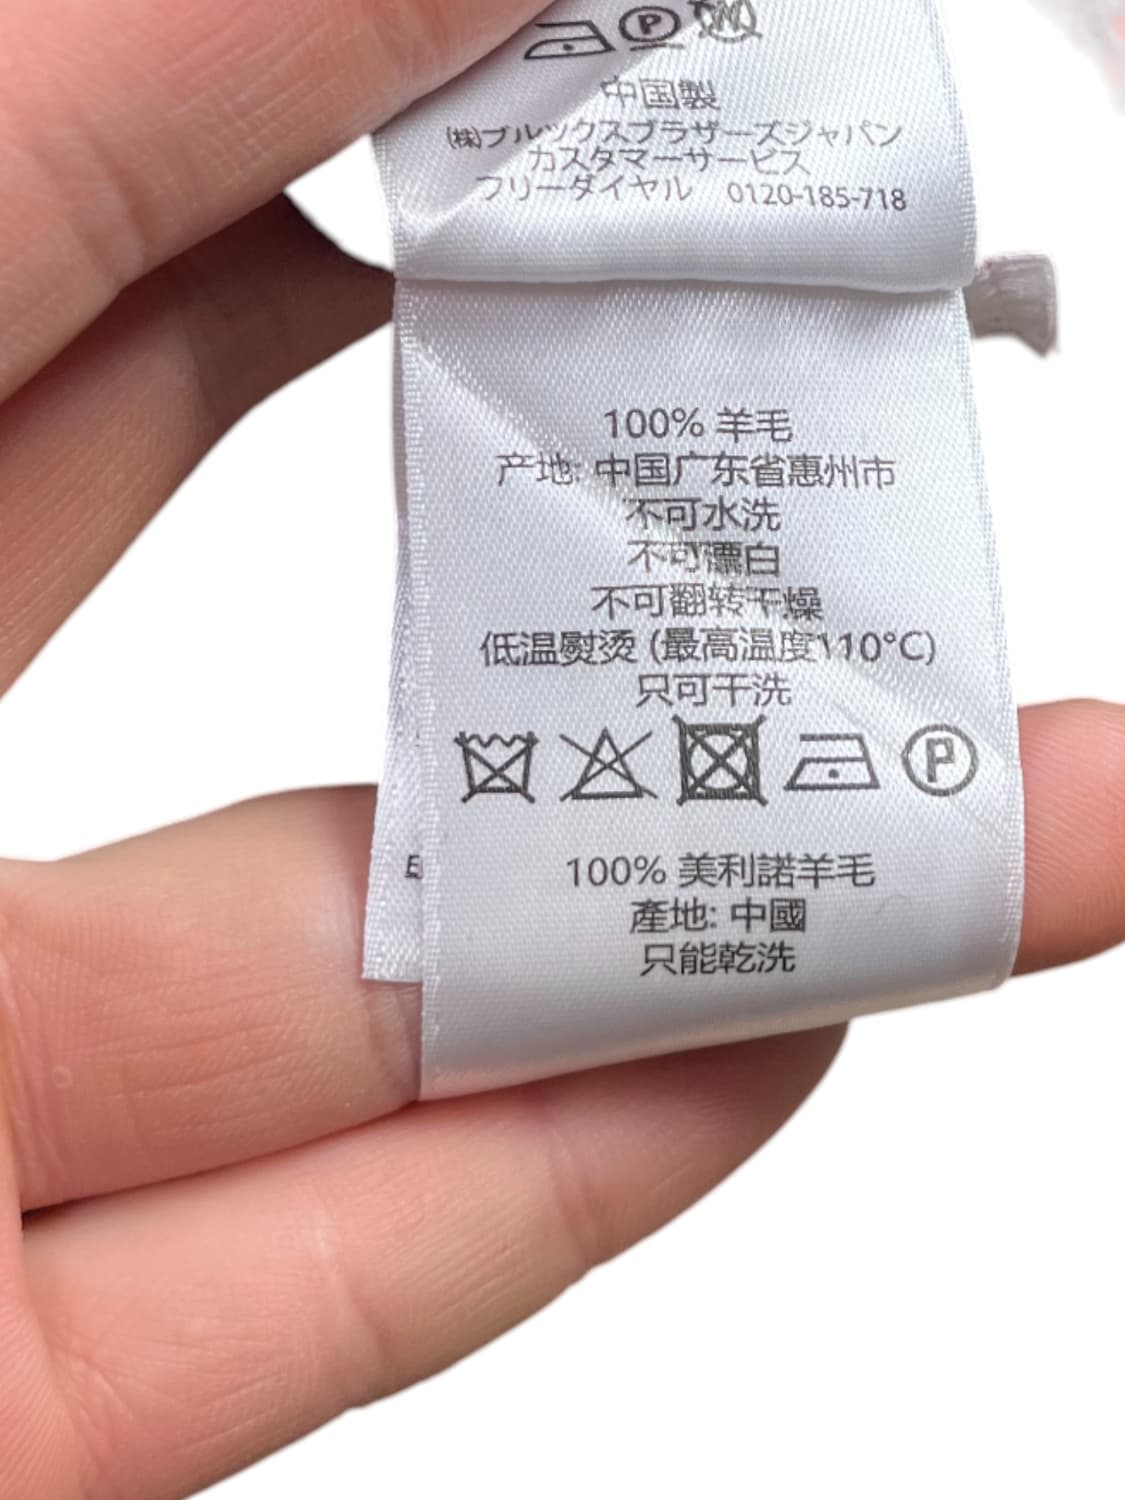 P W
中国製
(株)ブルックスブラザーズジャパン
カスタマーサービス
フリーダイヤル 0120-185-718
100% 羊毛
产地: 中国广东省惠州市
不可水洗
不可漂白
不可翻转干燥
低温熨烫 (最高温度110°C)
只可干洗
P
100% 美利諾羊毛
產地: 中國
只能乾洗